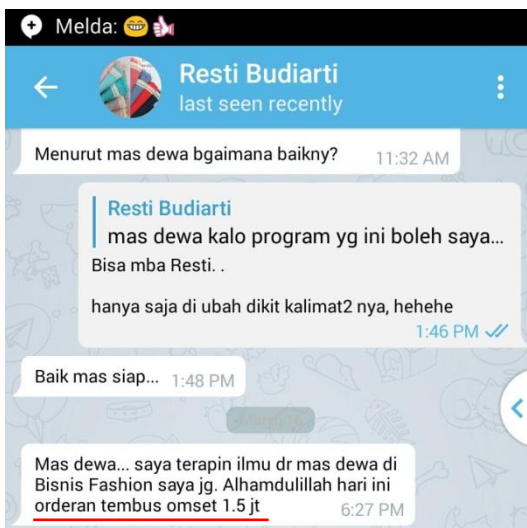 Melda: 😁👍
Resti Budiarti
last seen recently
Menurut mas dewa bgaimana baikny? 11:32 AM
Resti Budiarti
mas dewa kalo program yg ini boleh saya...
Bisa mba Resti. .
hanya saja di ubah dikit kalimat2 nya, hehehe
1:46 PM
Baik mas siap... 1:48 PM
Mas dewa... saya terapin ilmu dr mas dewa di
Bisnis Fashion saya jg. Alhamdulillah hari ini
orderan tembus omset 1.5 jt 6:27 PM